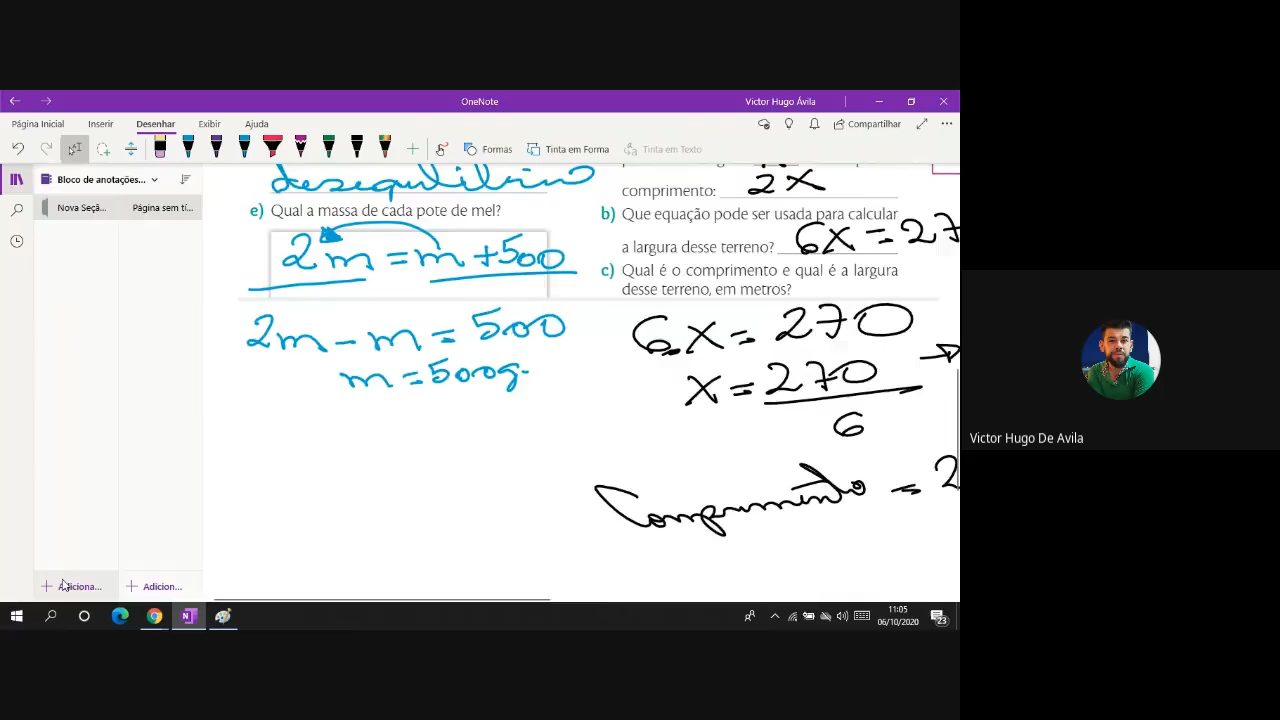 OneNote
Victor Hugo Ávila
Página Inicial
Inserir
Desenhar
Exibir
Ajuda
Compartilhar
Formas
Tinta em Forma
Tinta em Texto
Bloco de anotações...
Nova Seçã...
Página sem tí...
desequilíbrio
e) Qual a massa de cada pote de mel?
2m = m + 500
2m - m = 500
m = 500g.
comprimento: 2x
b) Que equação pode ser usada para calcular
a largura desse terreno? 6x = 27
c) Qual é o comprimento e qual é a largura
desse terreno, em metros?
6.x = 270
x = 270
6
Comprimento = 2
Adiciona...
Adicion...
11:05
06/10/2020
23
Victor Hugo De Avila